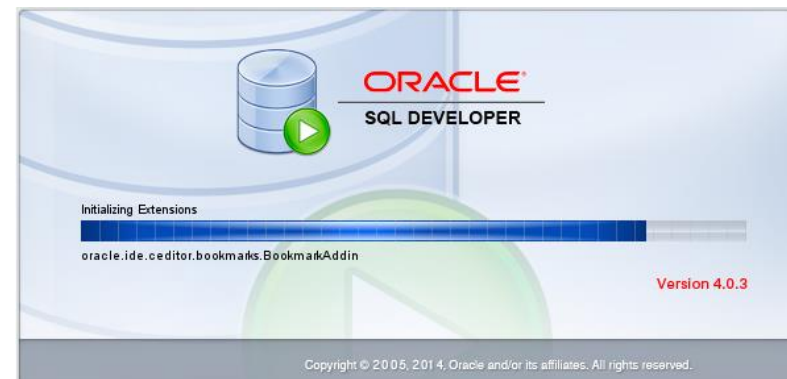 ORACLE®
SQL DEVELOPER
Initializing Extensions
oracle.ide.ceditor.bookmarks.BookmarkAddin
Version 4.0.3
Copyright © 2005, 2014, Oracle and/or its affiliates. All rights reserved.